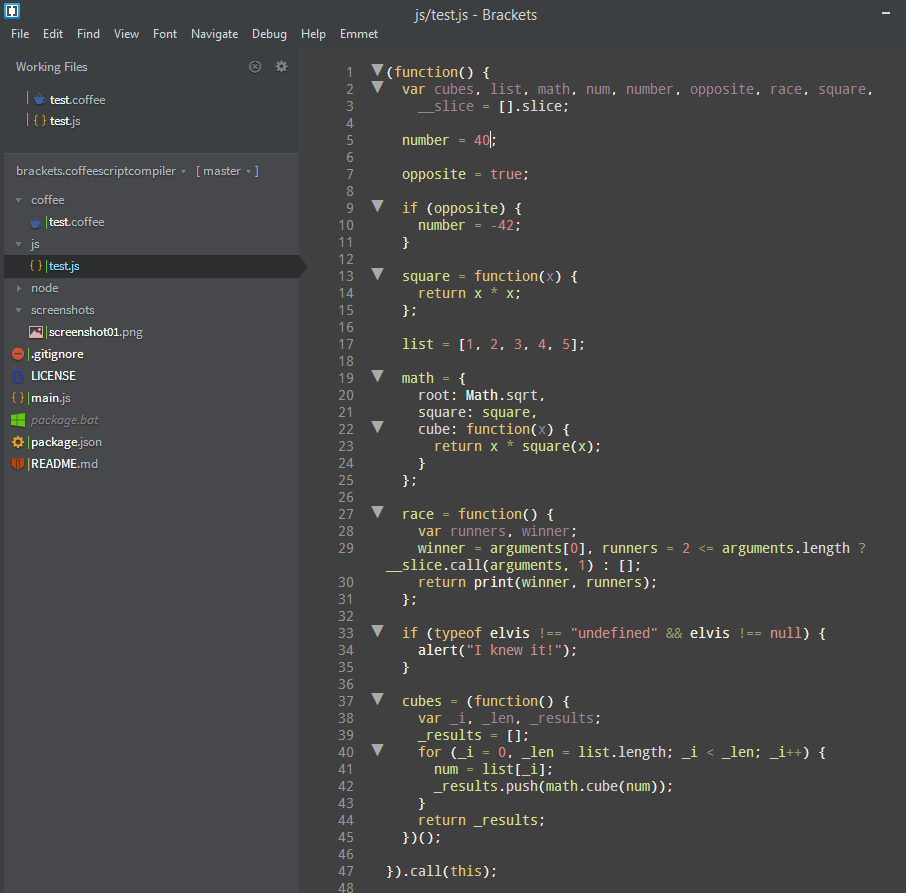 js/test.js - Brackets
File Edit Find View Font Navigate Debug Help Emmet
Working Files
test.coffee
{ } test.js
brackets.coffeescriptcompiler [ master ]
coffee
test.coffee
js
{ } test.js
node
screenshots
screenshot01.png
.gitignore
LICENSE
{ } main.js
package.bat
package.json
README.md
1 (function() {
2   var cubes, list, math, num, number, opposite, race, square,
3     __slice = [].slice;
4
5   number = 40;
6
7   opposite = true;
8
9   if (opposite) {
10     number = -42;
11   }
12
13   square = function(x) {
14     return x * x;
15   };
16
17   list = [1, 2, 3, 4, 5];
18
19   math = {
20     root: Math.sqrt,
21     square: square,
22     cube: function(x) {
23       return x * square(x);
24     }
25   };
26
27   race = function() {
28     var runners, winner;
29     winner = arguments[0], runners = 2 <= arguments.length ?
__slice.call(arguments, 1) : [];
30     return print(winner, runners);
31   };
32
33   if (typeof elvis !== "undefined" && elvis !== null) {
34     alert("I knew it!");
35   }
36
37   cubes = (function() {
38     var _i, _len, _results;
39     _results = [];
40     for (_i = 0, _len = list.length; _i < _len; _i++) {
41       num = list[_i];
42       _results.push(math.cube(num));
43     }
44     return _results;
45   })();
46
47 }).call(this);
48